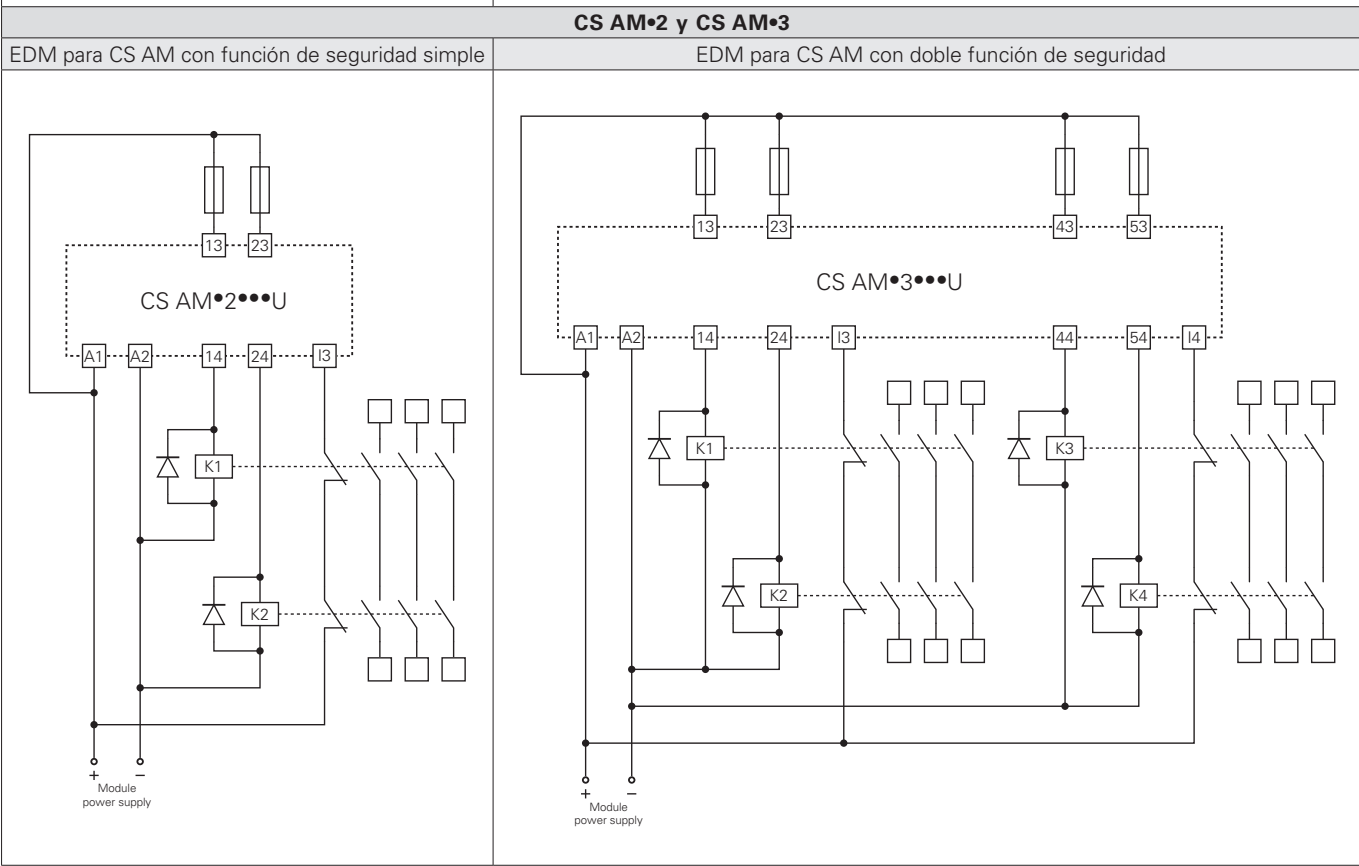 CS AM•2 y CS AM•3
EDM para CS AM con función de seguridad simple
EDM para CS AM con doble función de seguridad
13 23
CS AM•2•••U
A1 A2 14 24 I3
K1
K2
+ −
Module
power supply
13 23 43 53
CS AM•3•••U
A1 A2 14 24 I3 44 54 I4
K1 K3
K2 K4
+ −
Module
power supply